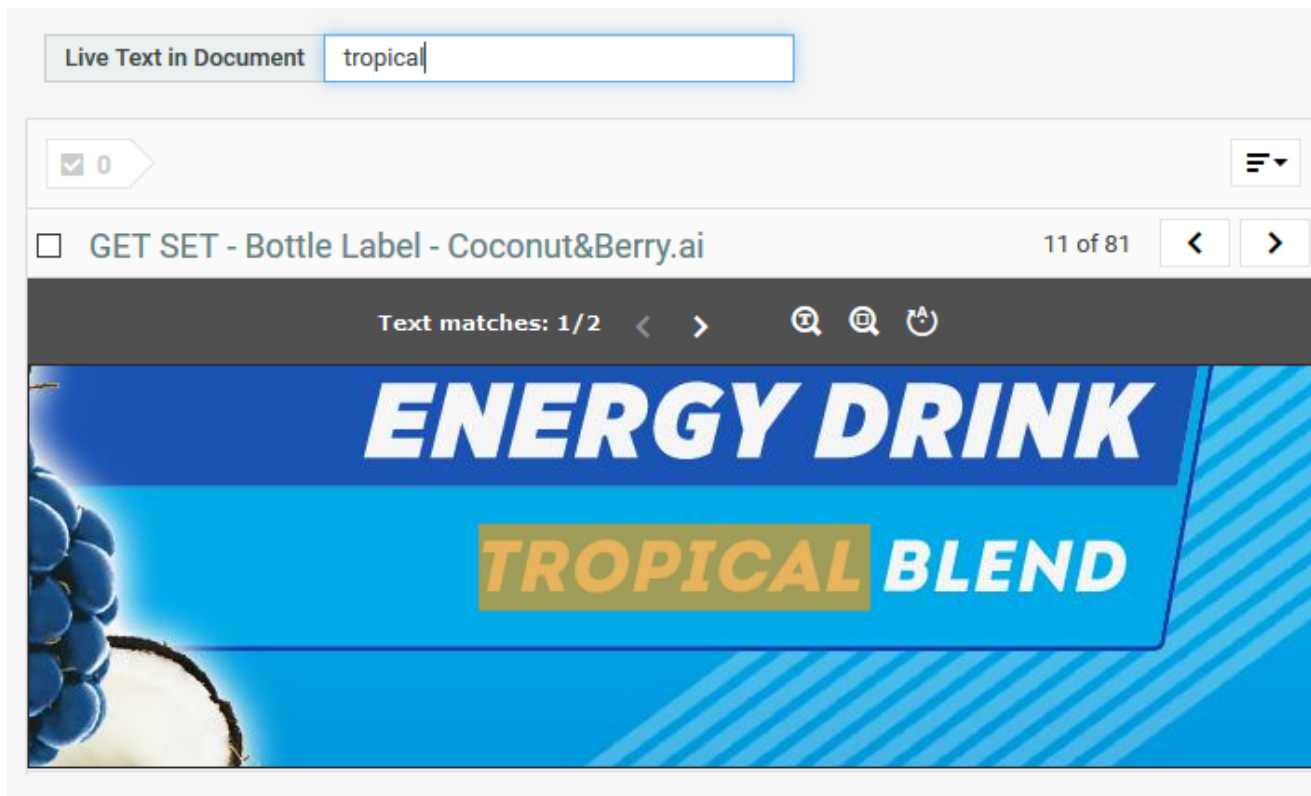 Live Text in Document tropical
0
GET SET - Bottle Label - Coconut&Berry.ai 11 of 81
Text matches: 1/2
ENERGY DRINK
TROPICAL BLEND